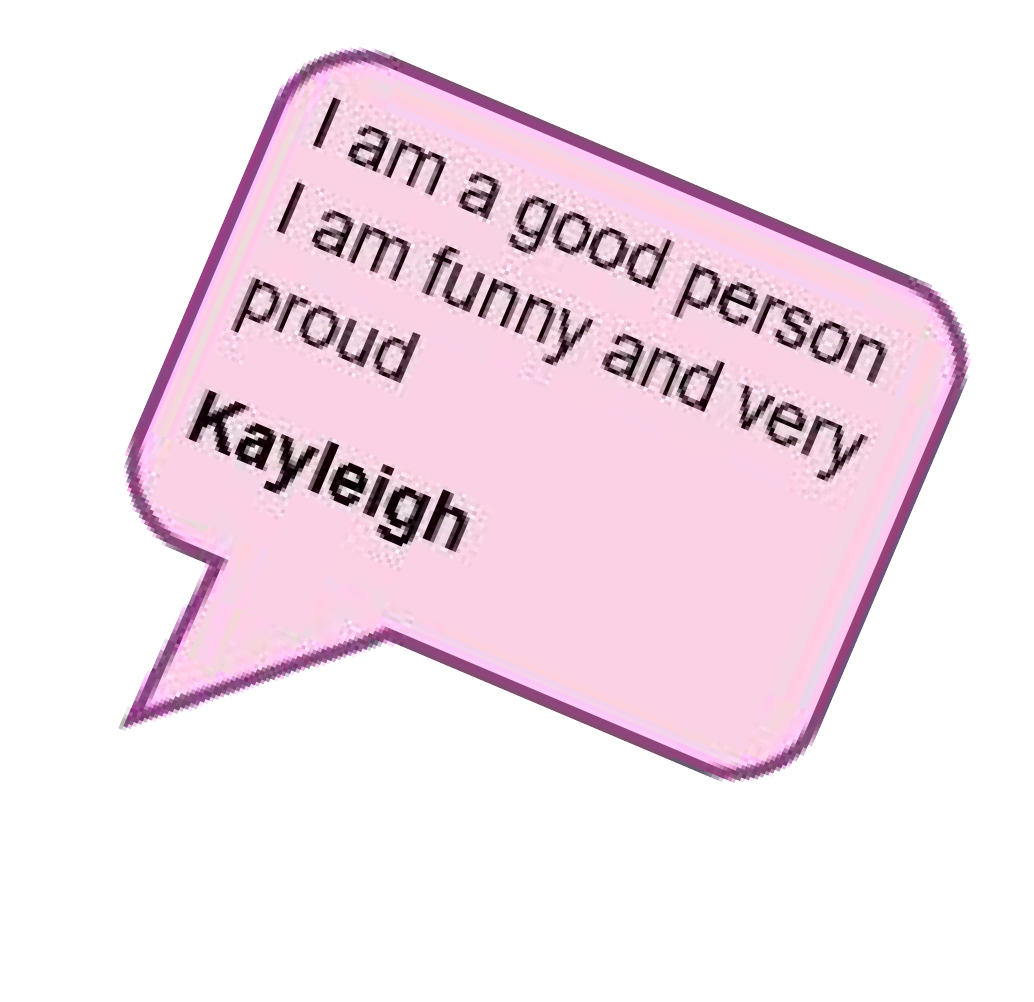 I am a good person
I am funny and very
proud
Kayleigh